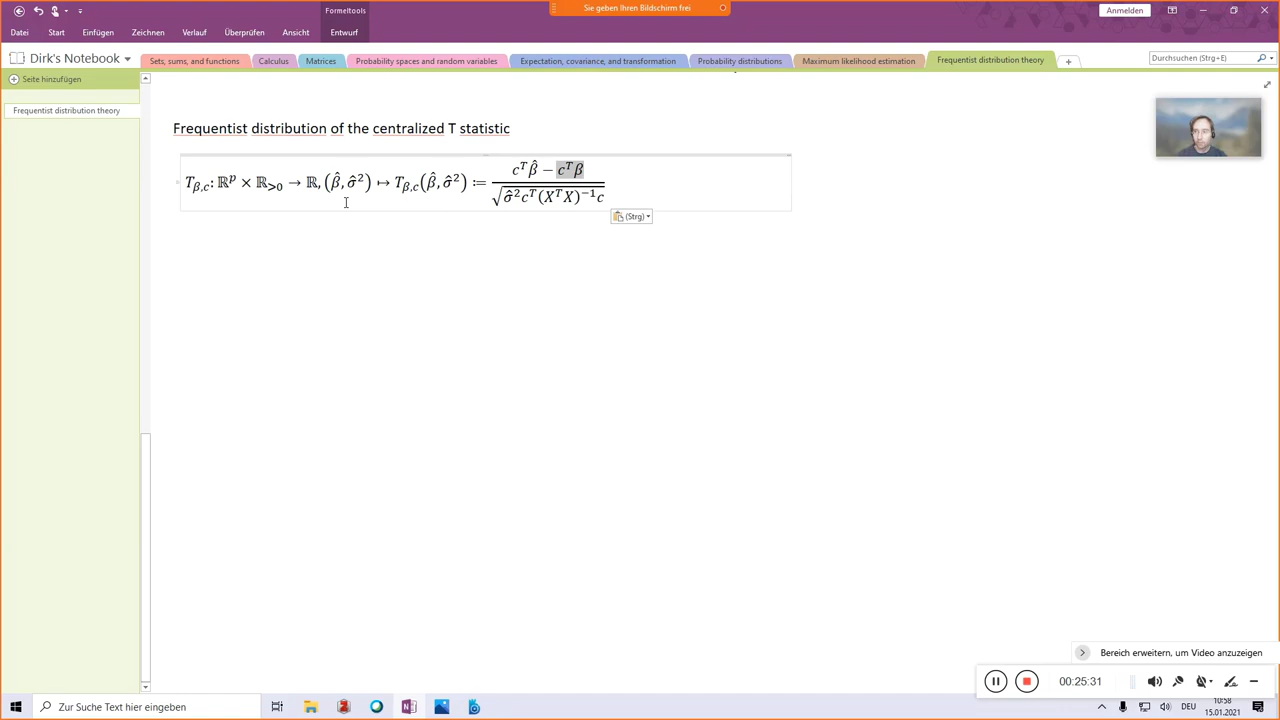 Formeltools
Sie geben Ihren Bildschirm frei
Anmelden
Datei Start Einfügen Zeichnen Verlauf Überprüfen Ansicht Entwurf
Dirk's Notebook
Sets, sums, and functions Calculus Matrices Probability spaces and random variables Expectation, covariance, and transformation Probability distributions Maximum likelihood estimation Frequentist distribution theory
Durchsuchen (Strg+E)
Seite hinzufügen
Frequentist distribution theory
Frequentist distribution of the centralized T statistic
T_{β,c}: ℝ^p × ℝ_{>0} → ℝ, (β̂, σ̂²) ↦ T_{β,c}(β̂, σ̂²) ≔ (c^T β̂ − c^T β) / √(σ̂² c^T (X^T X)^{−1} c)
(Strg)
Bereich erweitern, um Video anzuzeigen
00:25:31
Zur Suche Text hier eingeben
DEU
10:58
15.01.2021